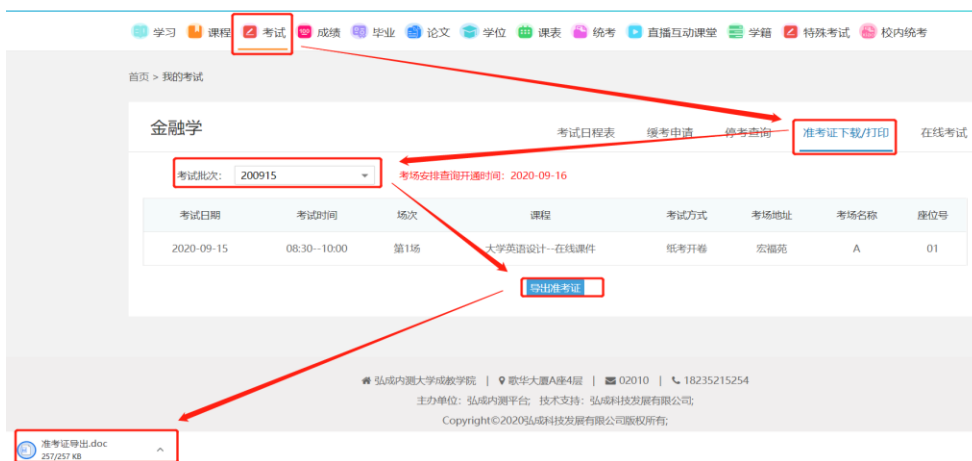 学习 课程 考试 成绩 毕业 论文 学位 课表 统考 直播互动课堂 学籍 特殊考试 校内统考
首页 > 我的考试
金融学 考试日程表 缓考申请 停考查询 准考证下载/打印 在线考试
考试批次: 200915 考场安排查询开通时间: 2020-09-16
考试日期 考试时间 场次 课程 考试方式 考场地址 考场名称 座位号
2020-09-15 08:30--10:00 第1场 大学英语设计--在线课件 纸考开卷 宏福苑 A 01
导出准考证
弘成内测大学成教学院 | 歌华大厦A座4层 | 02010 | 18235215254
主办单位: 弘成内测平台; 技术支持: 弘成科技发展有限公司;
Copyright©2020弘成科技发展有限公司版权所有;
准考证导出.doc
257/257 KB